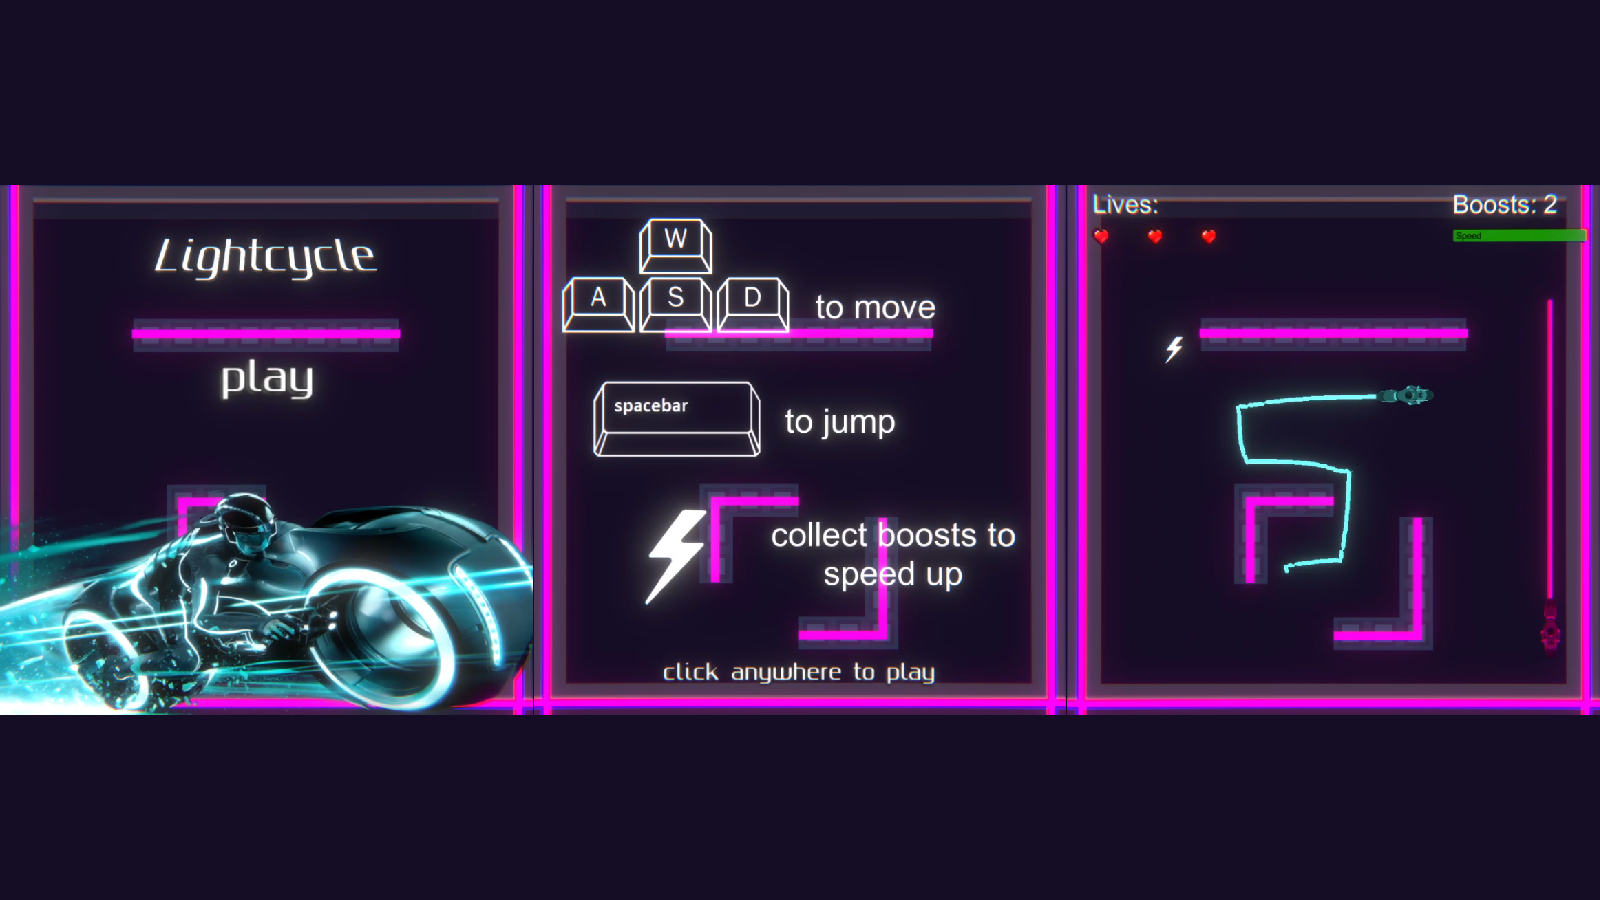 Lightcycle
play
W
A S D
to move
spacebar
to jump
collect boosts to
speed up
click anywhere to play
Lives:
Boosts: 2
Speed